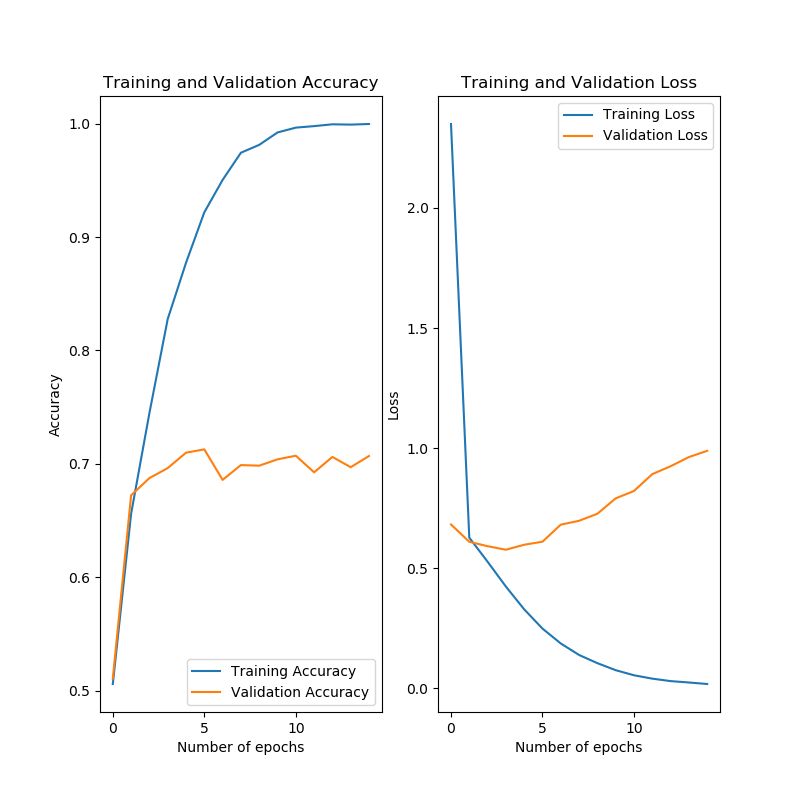 Training and Validation Accuracy
1.0
0.9
0.8
0.7
0.6
0.5
Accuracy
0 5 10
Number of epochs
Training Accuracy
Validation Accuracy
Training and Validation Loss
2.0
1.5
1.0
0.5
0.0
Loss
0 5 10
Number of epochs
Training Loss
Validation Loss